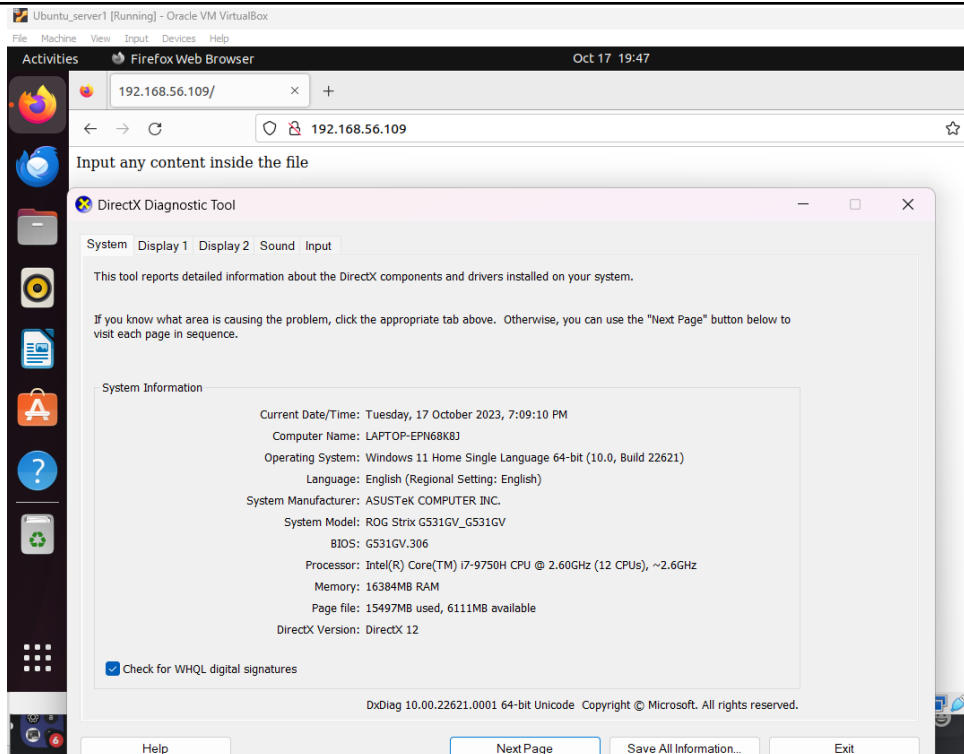 Ubuntu_server1 [Running] - Oracle VM VirtualBox
File Machine View Input Devices Help
Activities Firefox Web Browser Oct 17 19:47
192.168.56.109/
192.168.56.109
Input any content inside the file
DirectX Diagnostic Tool
System Display 1 Display 2 Sound Input
This tool reports detailed information about the DirectX components and drivers installed on your system.
If you know what area is causing the problem, click the appropriate tab above. Otherwise, you can use the "Next Page" button below to
visit each page in sequence.
System Information
Current Date/Time: Tuesday, 17 October 2023, 7:09:10 PM
Computer Name: LAPTOP-EPN68K8J
Operating System: Windows 11 Home Single Language 64-bit (10.0, Build 22621)
Language: English (Regional Setting: English)
System Manufacturer: ASUSTeK COMPUTER INC.
System Model: ROG Strix G531GV_G531GV
BIOS: G531GV.306
Processor: Intel(R) Core(TM) i7-9750H CPU @ 2.60GHz (12 CPUs), ~2.6GHz
Memory: 16384MB RAM
Page file: 15497MB used, 6111MB available
DirectX Version: DirectX 12
Check for WHQL digital signatures
DxDiag 10.00.22621.0001 64-bit Unicode Copyright © Microsoft. All rights reserved.
6
Help Next Page Save All Information... Exit